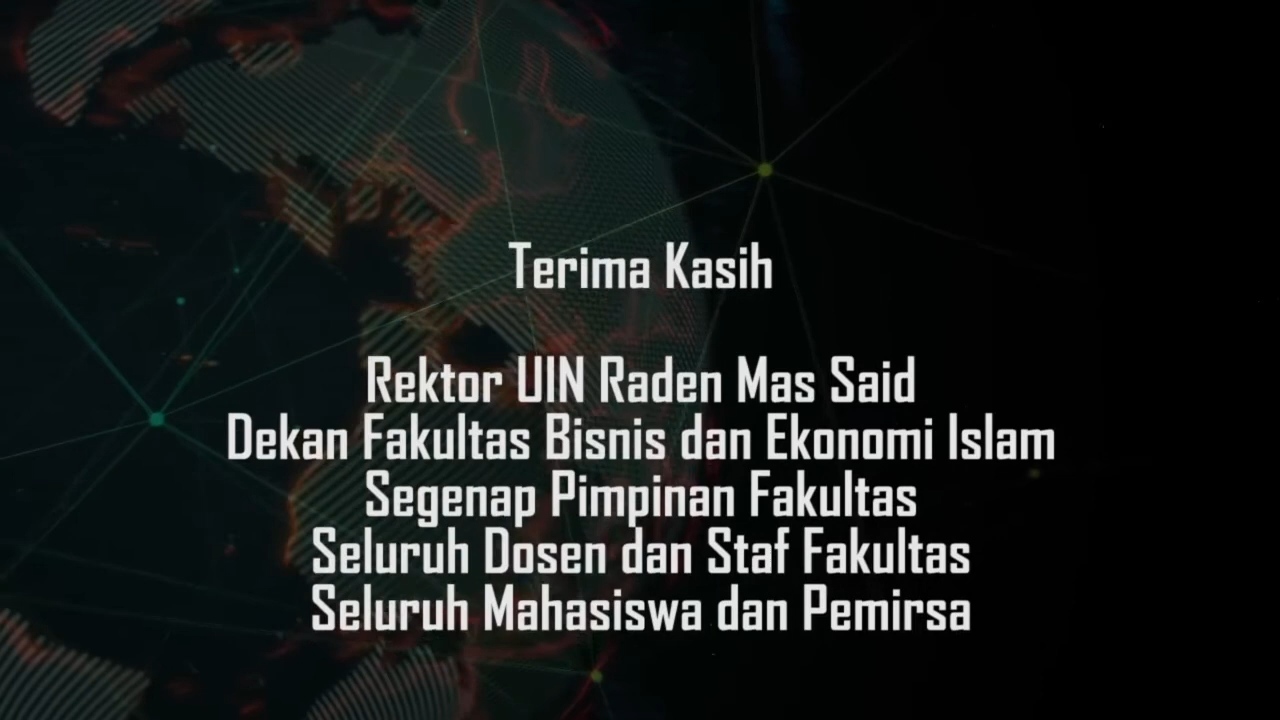 Terima Kasih
Rektor UIN Raden Mas Said
Dekan Fakultas Bisnis dan Ekonomi Islam
Segenap Pimpinan Fakultas
Seluruh Dosen dan Staf Fakultas
Seluruh Mahasiswa dan Pemirsa